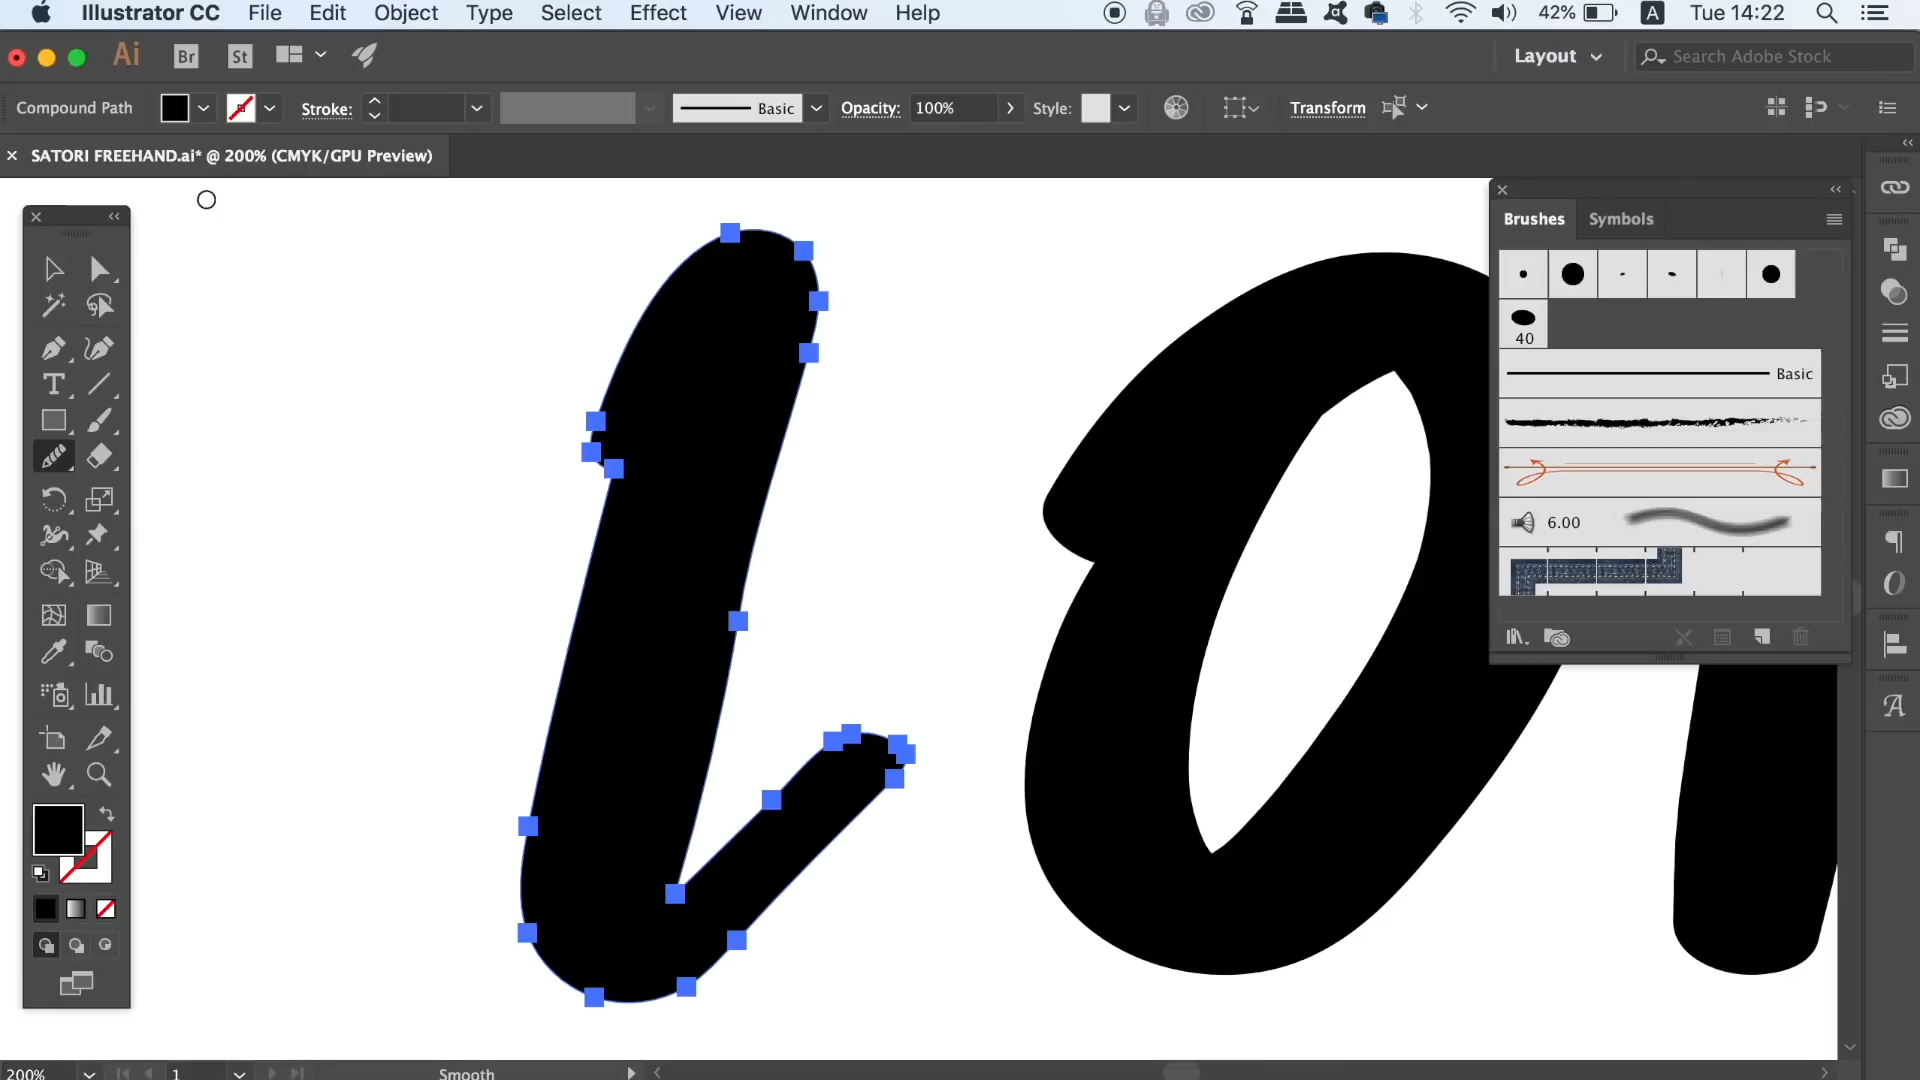 Illustrator CC File Edit Object Type Select Effect View Window Help 42% A Tue 14:22
Ai Br St Layout Search Adobe Stock
Compound Path Stroke: Basic Opacity: 100% Style: Transform
SATORI FREEHAND.ai* @ 200% (CMYK/GPU Preview)
Brushes Symbols
40
Basic
6.00
200% 1 Smooth